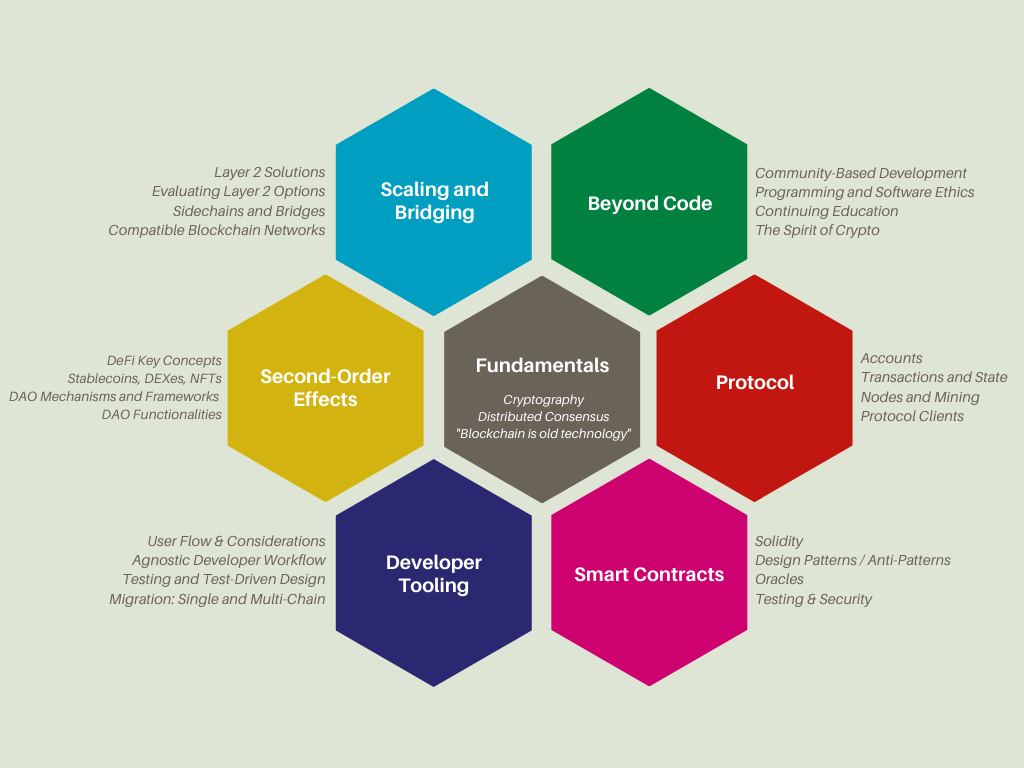 Scaling and
Bridging
Layer 2 Solutions
Evaluating Layer 2 Options
Sidechains and Bridges
Compatible Blockchain Networks
Beyond Code
Community-Based Development
Programming and Software Ethics
Continuing Education
The Spirit of Crypto
Second-Order
Effects
DeFi Key Concepts
Stablecoins, DEXes, NFTs
DAO Mechanisms and Frameworks
DAO Functionalities
Fundamentals
Cryptography
Distributed Consensus
"Blockchain is old technology"
Protocol
Accounts
Transactions and State
Nodes and Mining
Protocol Clients
Developer
Tooling
User Flow & Considerations
Agnostic Developer Workflow
Testing and Test-Driven Design
Migration: Single and Multi-Chain
Smart Contracts
Solidity
Design Patterns / Anti-Patterns
Oracles
Testing & Security